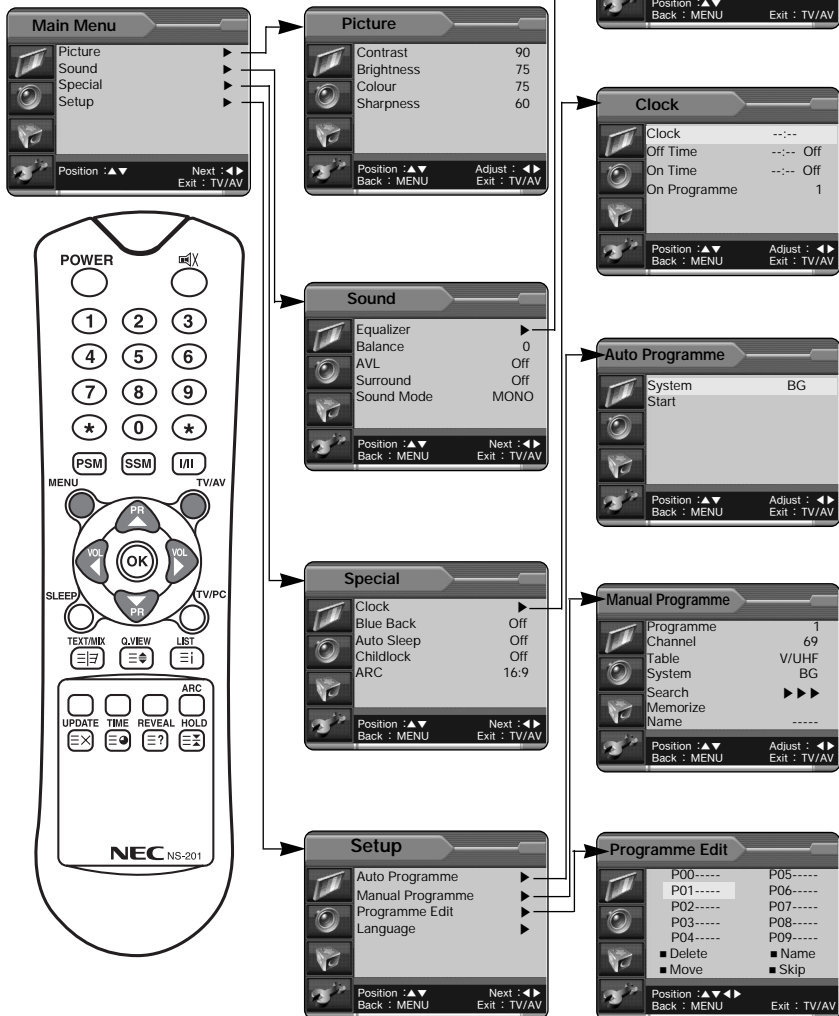 Main Menu
Picture ▶
Sound ▶
Special ▶
Setup ▶
Position :▲▼ Next :◀▶
Exit : TV/AV
Picture
Contrast 90
Brightness 75
Colour 75
Sharpness 60
Position :▲▼ Adjust : ◀▶
Back : MENU Exit : TV/AV
Position :▲▼
Back : MENU Exit : TV/AV
Clock
Clock --:--
Off Time --:-- Off
On Time --:-- Off
On Programme 1
Position :▲▼ Adjust : ◀▶
Back : MENU Exit : TV/AV
POWER
1 2 3
4 5 6
7 8 9
* 0 *
PSM SSM I/II
MENU TV/AV
PR
VOL OK VOL
PR
SLEEP TV/PC
TEXT/MIX Q.VIEW LIST
ARC
UPDATE TIME REVEAL HOLD
NEC NS-201
Sound
Equalizer ▶
Balance 0
AVL Off
Surround Off
Sound Mode MONO
Position :▲▼ Next :◀▶
Back : MENU Exit : TV/AV
Auto Programme
System BG
Start
Position :▲▼ Adjust : ◀▶
Back : MENU Exit : TV/AV
Special
Clock ▶
Blue Back Off
Auto Sleep Off
Childlock Off
ARC 16:9
Position :▲▼ Next :◀▶
Back : MENU Exit : TV/AV
Manual Programme
Programme 1
Channel 69
Table V/UHF
System BG
Search ▶▶▶
Memorize
Name -----
Position :▲▼ Adjust : ◀▶
Back : MENU Exit : TV/AV
Setup
Auto Programme ▶
Manual Programme ▶
Programme Edit ▶
Language ▶
Position :▲▼ Next :◀▶
Back : MENU Exit : TV/AV
Programme Edit
P00----- P05-----
P01----- P06-----
P02----- P07-----
P03----- P08-----
P04----- P09-----
■ Delete ■ Name
■ Move ■ Skip
Position :▲▼◀▶
Back : MENU Exit : TV/AV